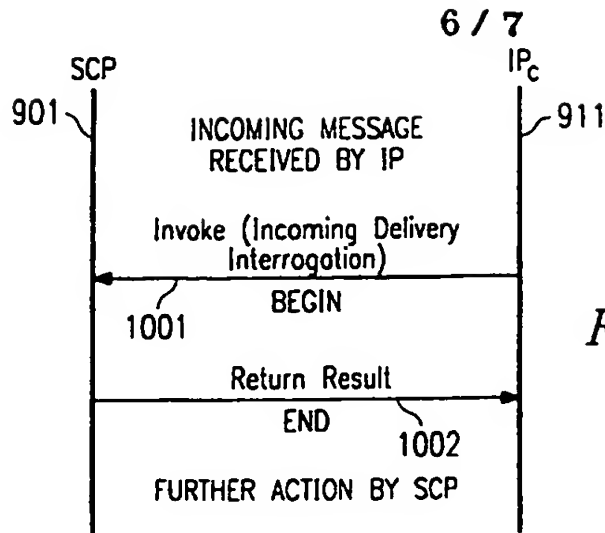 6 / 7
SCP
IPc
901
911
INCOMING MESSAGE
RECEIVED BY IP
Invoke (Incoming Delivery
Interrogation)
1001
BEGIN
F
Return Result
END
1002
FURTHER ACTION BY SCP